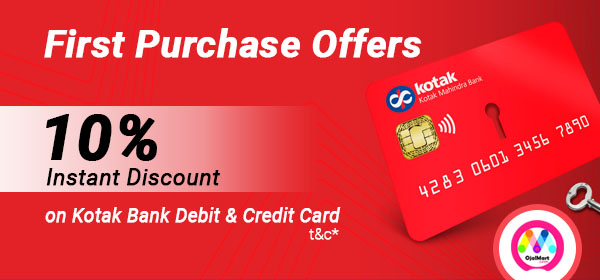 First Purchase Offers
10%
Instant Discount
on Kotak Bank Debit & Credit Card
t&c*
kotak
Kotak Mahindra Bank
4283 0601 3456 7890
OjolMart